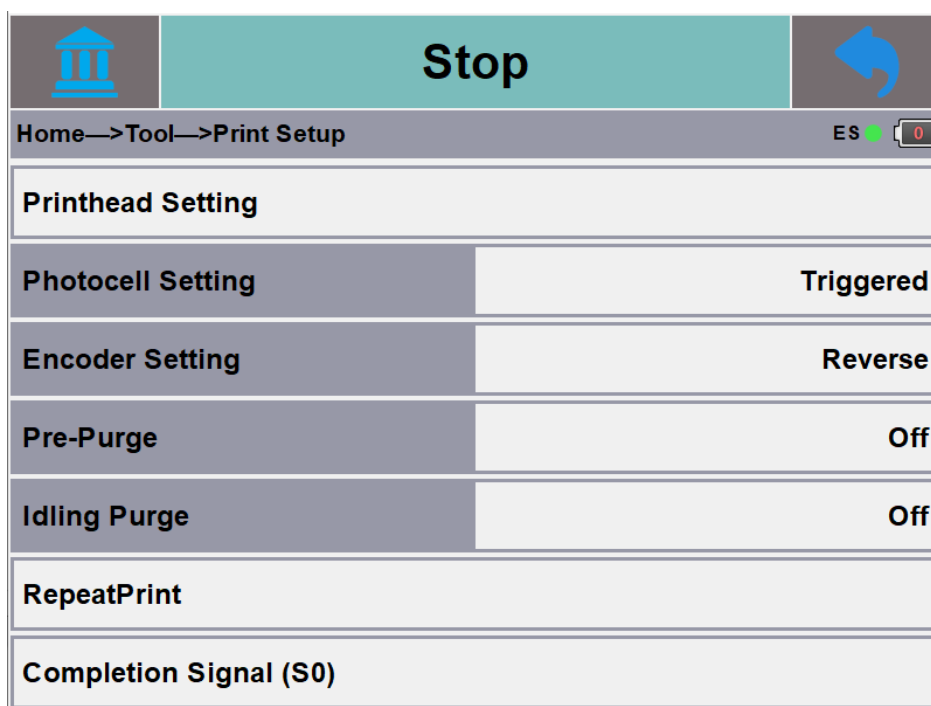 Stop
Home—>Tool—>Print Setup ES 0
Printhead Setting
Photocell Setting Triggered
Encoder Setting Reverse
Pre-Purge Off
Idling Purge Off
RepeatPrint
Completion Signal (S0)